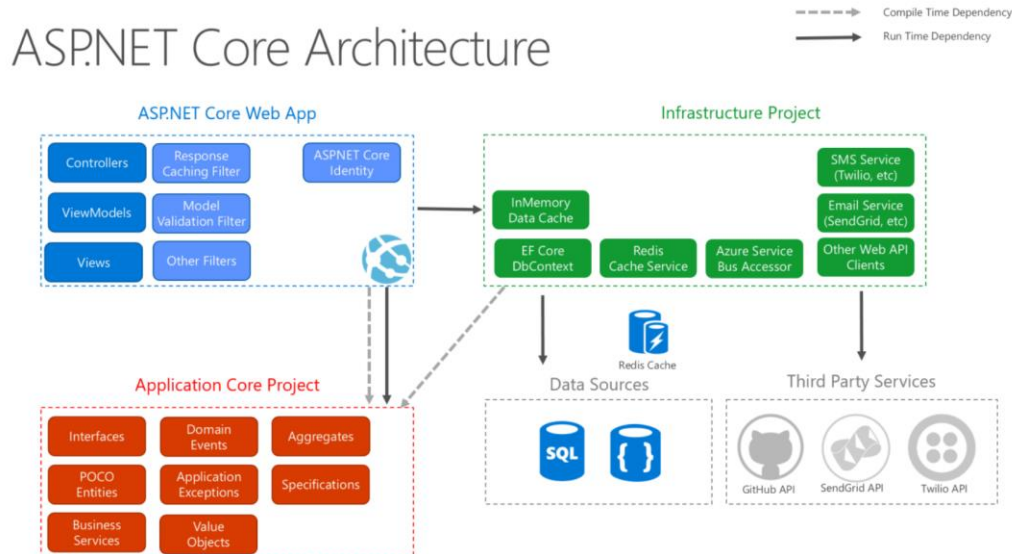 Compile Time Dependency
Run Time Dependency
ASP.NET Core Architecture
ASP.NET Core Web App
Controllers
Response
Caching Filter
ASP.NET Core
Identity
ViewModels
Model
Validation Filter
Views
Other Filters
Infrastructure Project
SMS Service
(Twilio, etc)
InMemory
Data Cache
Email Service
(SendGrid, etc)
EF Core
DbContext
Redis
Cache Service
Azure Service
Bus Accessor
Other Web API
Clients
Redis Cache
Application Core Project
Interfaces
Domain
Events
Aggregates
POCO
Entities
Application
Exceptions
Specifications
Business
Services
Value
Objects
Data Sources
SQL
{ }
Third Party Services
GitHub API
SendGrid API
Twilio API